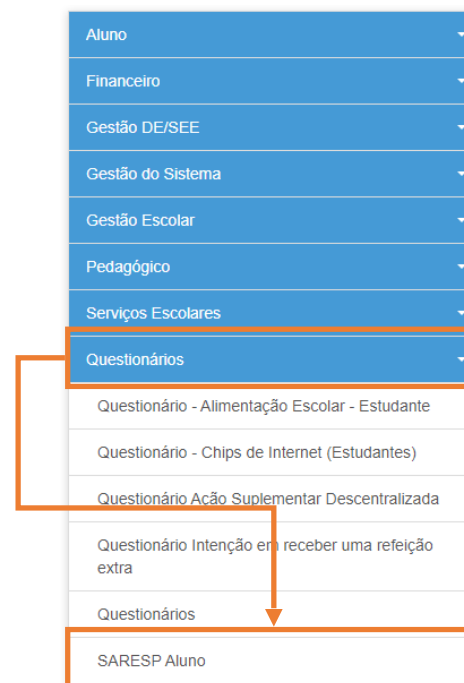 Aluno
Financeiro
Gestão DE/SEE
Gestão do Sistema
Gestão Escolar
Pedagógico
Serviços Escolares
Questionários
Questionário - Alimentação Escolar - Estudante
Questionário - Chips de Internet (Estudantes)
Questionário Ação Suplementar Descentralizada
Questionário Intenção em receber uma refeição
extra
Questionários
SARESP Aluno